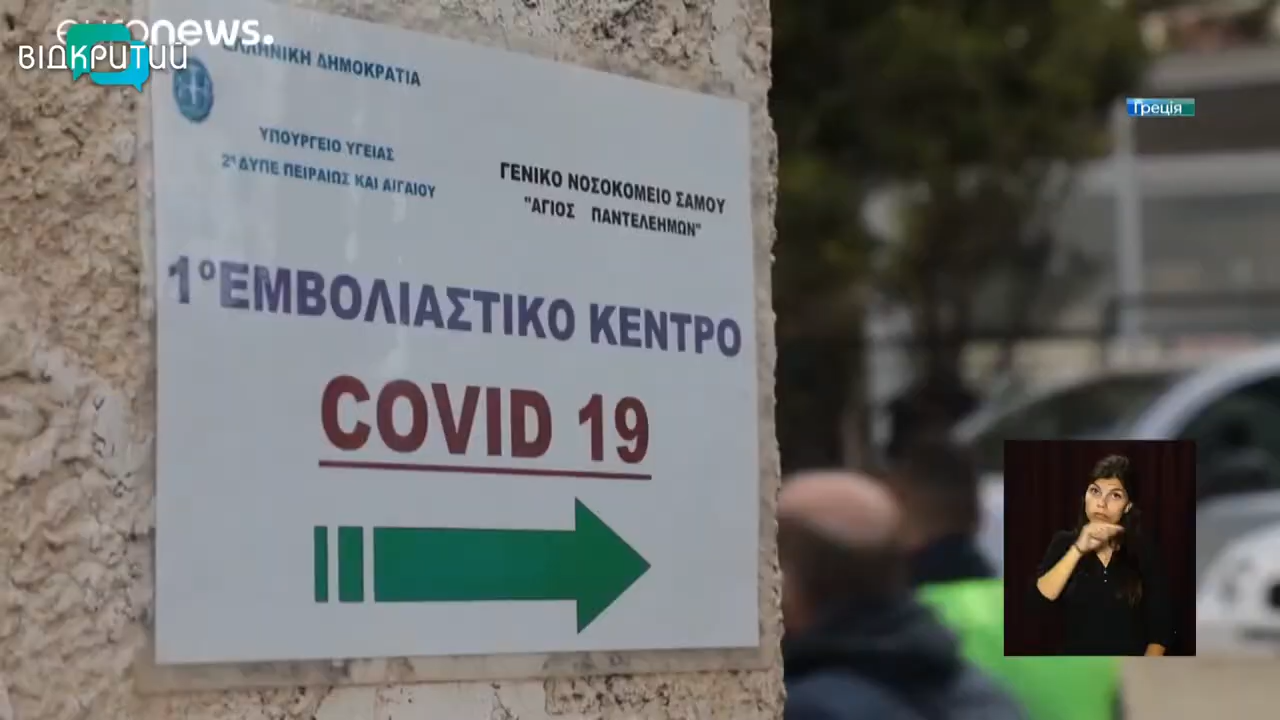 euronews.
ВІДКРИТИЙ
Греція
ΕΛΛΗΝΙΚΗ ΔΗΜΟΚΡΑΤΙΑ
ΥΠΟΥΡΓΕΙΟ ΥΓΕΙΑΣ
2η ΔΥΠΕ ΠΕΙΡΑΙΩΣ ΚΑΙ ΑΙΓΑΙΟΥ
ΓΕΝΙΚΟ ΝΟΣΟΚΟΜΕΙΟ ΣΑΜΟΥ
"ΑΓΙΟΣ ΠΑΝΤΕΛΕΗΜΩΝ"
1º ΕΜΒΟΛΙΑΣΤΙΚΟ ΚΕΝΤΡΟ
COVID 19